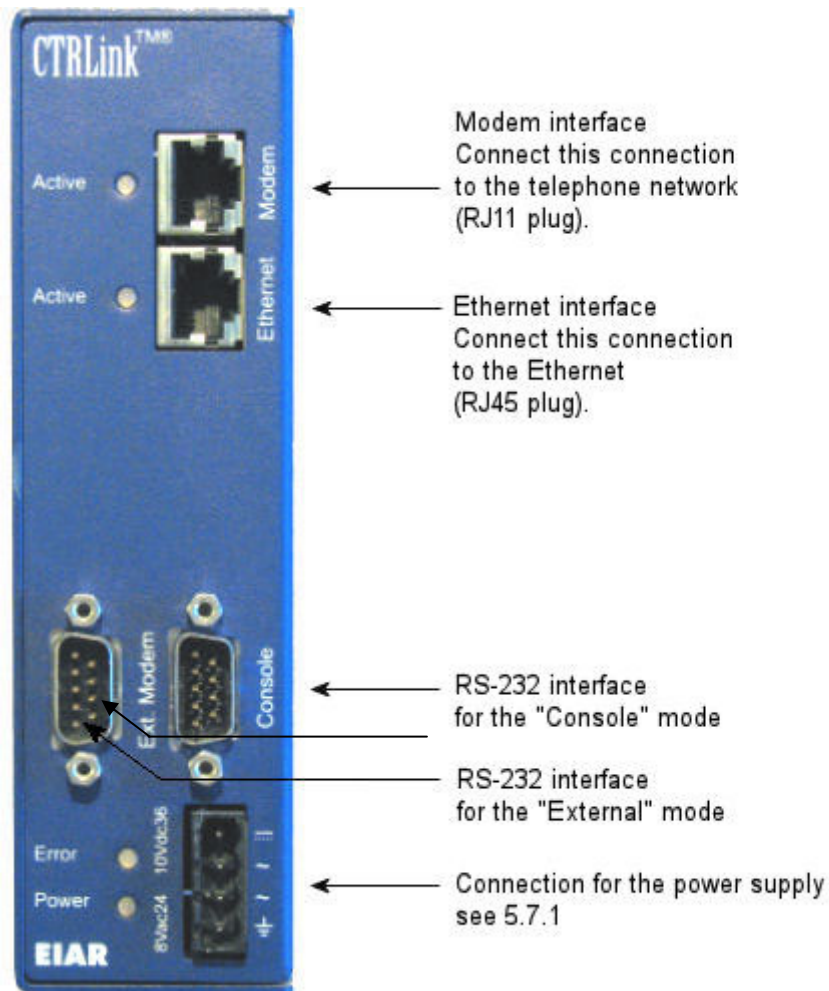 CTRLink™®
Active
Modem
Modem interface
Connect this connection
to the telephone network
(RJ11 plug).
Active
Ethernet
Ethernet interface
Connect this connection
to the Ethernet
(RJ45 plug).
Ext. Modem
Console
RS-232 interface
for the "Console" mode
RS-232 interface
for the "External" mode
Error
Power
8Vac24 10Vdc36
Connection for the power supply
see 5.7.1
EIAR